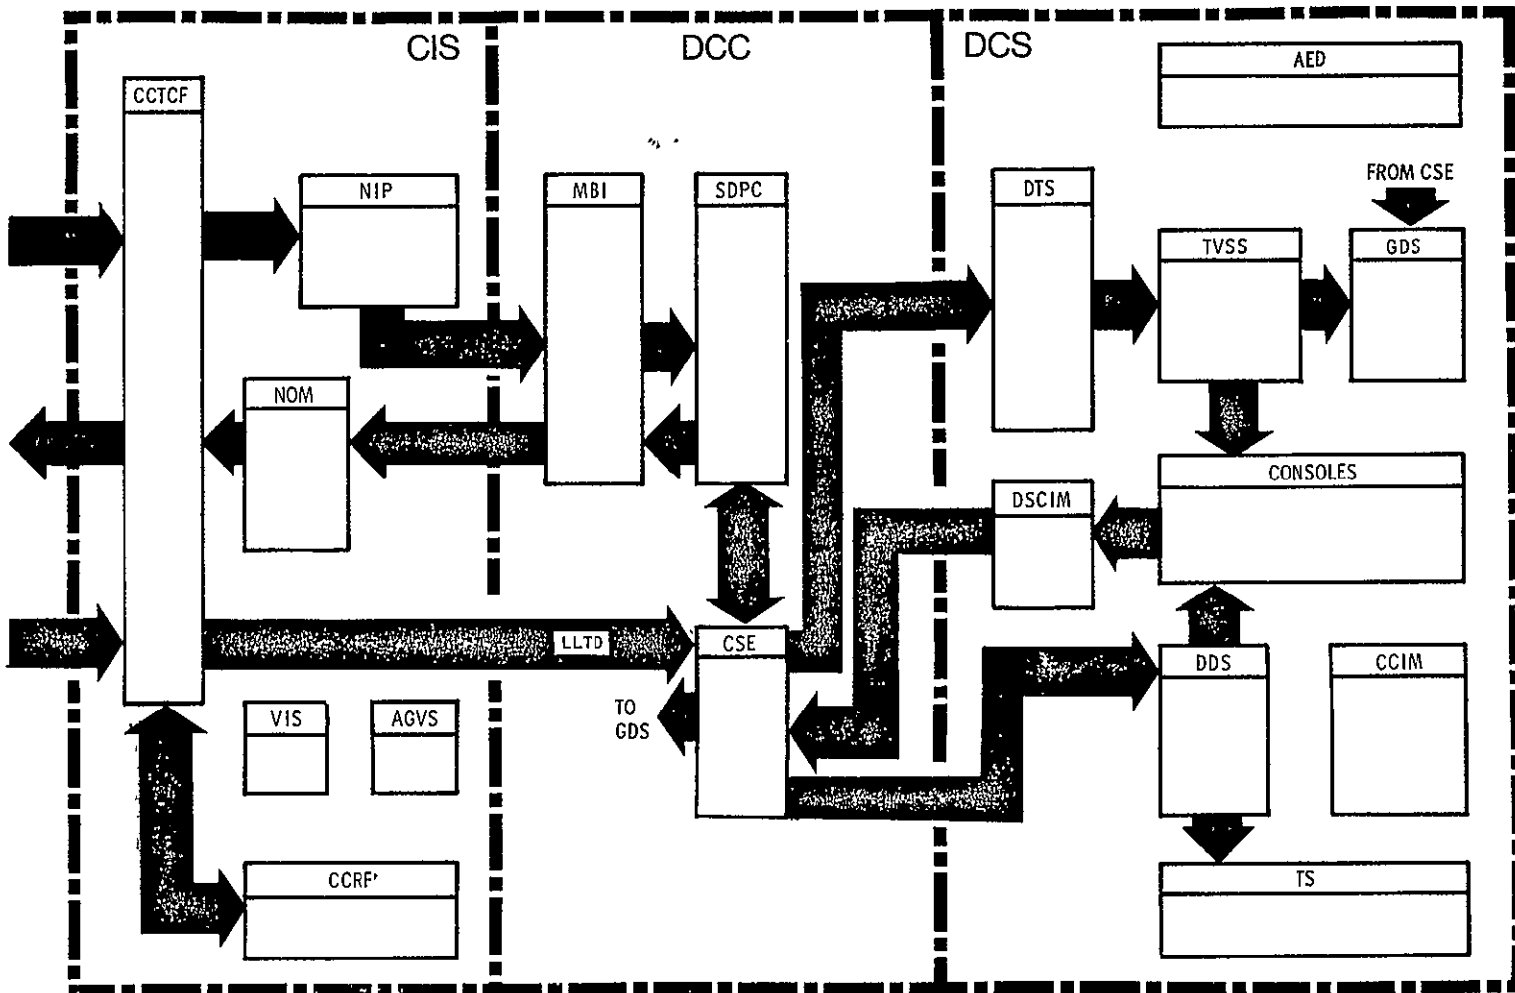 CIS
DCC
DCS
AED
CCTCF
NIP
MBI
SDPC
DTS
FROM CSE
TVSS
GDS
NOM
CONSOLES
DSCIM
LLTD
CSE
DDS
CCIM
VIS
AGVS
TO
GDS
CCRF
TS